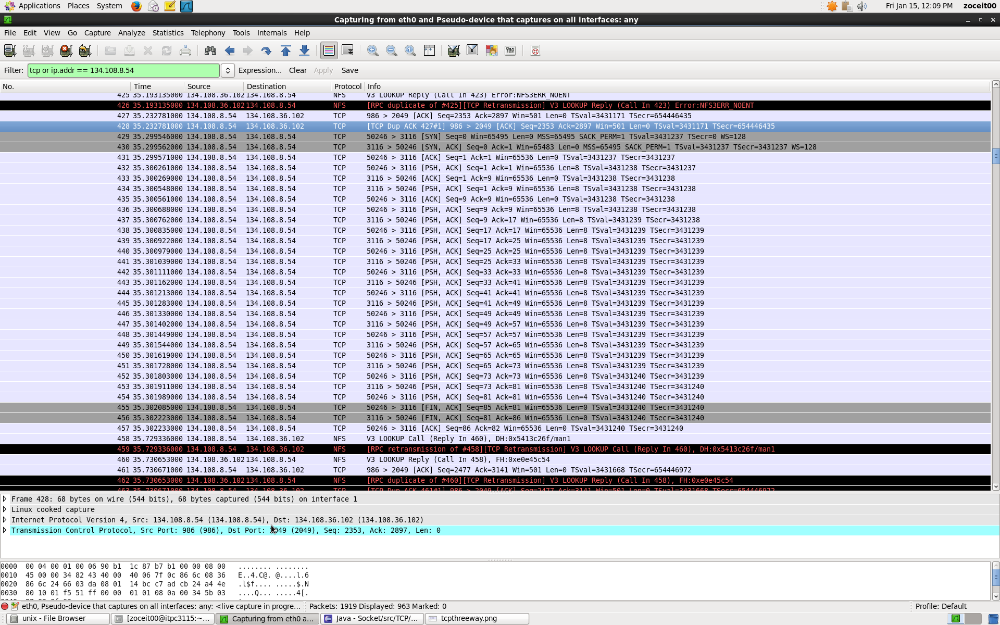 Applications Places System Fri Jan 15, 12:09 PM zoceit00
Capturing from eth0 and Pseudo-device that captures on all interfaces: any
File Edit View Go Capture Analyze Statistics Telephony Tools Internals Help
Filter: tcp or ip.addr == 134.108.8.54 Expression... Clear Apply Save
No. Time Source Destination Protocol Info
425 35.193135000 134.108.36.102 134.108.8.54 NFS V3 LOOKUP Reply (Call In 423) Error:NFS3ERR_NOENT
426 35.193135000 134.108.36.102 134.108.8.54 NFS [RPC duplicate of #425][TCP Retransmission] V3 LOOKUP Reply (Call In 423) Error:NFS3ERR_NOENT
427 35.232781000 134.108.8.54 134.108.36.102 TCP 986 > 2049 [ACK] Seq=2353 Ack=2897 Win=501 Len=0 TSval=3431171 TSecr=654446435
428 35.232781000 134.108.8.54 134.108.36.102 TCP [TCP Dup ACK 427#1] 986 > 2049 [ACK] Seq=2353 Ack=2897 Win=501 Len=0 TSval=3431171 TSecr=654446435
429 35.299546000 134.108.8.54 134.108.8.54 TCP 50246 > 3116 [SYN] Seq=0 Win=65495 Len=0 MSS=65495 SACK_PERM=1 TSval=3431237 TSecr=0 WS=128
430 35.299562000 134.108.8.54 134.108.8.54 TCP 3116 > 50246 [SYN, ACK] Seq=0 Ack=1 Win=65483 Len=0 MSS=65495 SACK_PERM=1 TSval=3431237 TSecr=3431237 WS=128
431 35.299571000 134.108.8.54 134.108.8.54 TCP 50246 > 3116 [ACK] Seq=1 Ack=1 Win=65536 Len=0 TSval=3431237 TSecr=3431237
432 35.300261000 134.108.8.54 134.108.8.54 TCP 50246 > 3116 [PSH, ACK] Seq=1 Ack=1 Win=65536 Len=8 TSval=3431238 TSecr=3431237
433 35.300269000 134.108.8.54 134.108.8.54 TCP 3116 > 50246 [ACK] Seq=1 Ack=9 Win=65536 Len=0 TSval=3431238 TSecr=3431238
434 35.300548000 134.108.8.54 134.108.8.54 TCP 3116 > 50246 [PSH, ACK] Seq=1 Ack=9 Win=65536 Len=8 TSval=3431238 TSecr=3431238
435 35.300561000 134.108.8.54 134.108.8.54 TCP 50246 > 3116 [ACK] Seq=9 Ack=9 Win=65536 Len=0 TSval=3431238 TSecr=3431238
436 35.300688000 134.108.8.54 134.108.8.54 TCP 50246 > 3116 [PSH, ACK] Seq=9 Ack=9 Win=65536 Len=8 TSval=3431238 TSecr=3431238
437 35.300762000 134.108.8.54 134.108.8.54 TCP 3116 > 50246 [PSH, ACK] Seq=9 Ack=17 Win=65536 Len=8 TSval=3431239 TSecr=3431238
438 35.300835000 134.108.8.54 134.108.8.54 TCP 50246 > 3116 [PSH, ACK] Seq=17 Ack=17 Win=65536 Len=8 TSval=3431239 TSecr=3431239
439 35.300922000 134.108.8.54 134.108.8.54 TCP 3116 > 50246 [PSH, ACK] Seq=17 Ack=25 Win=65536 Len=8 TSval=3431239 TSecr=3431239
440 35.300979000 134.108.8.54 134.108.8.54 TCP 50246 > 3116 [PSH, ACK] Seq=25 Ack=25 Win=65536 Len=8 TSval=3431239 TSecr=3431239
441 35.301039000 134.108.8.54 134.108.8.54 TCP 3116 > 50246 [PSH, ACK] Seq=25 Ack=33 Win=65536 Len=8 TSval=3431239 TSecr=3431239
442 35.301111000 134.108.8.54 134.108.8.54 TCP 50246 > 3116 [PSH, ACK] Seq=33 Ack=33 Win=65536 Len=8 TSval=3431239 TSecr=3431239
443 35.301162000 134.108.8.54 134.108.8.54 TCP 3116 > 50246 [PSH, ACK] Seq=33 Ack=41 Win=65536 Len=8 TSval=3431239 TSecr=3431239
444 35.301213000 134.108.8.54 134.108.8.54 TCP 50246 > 3116 [PSH, ACK] Seq=41 Ack=41 Win=65536 Len=8 TSval=3431239 TSecr=3431239
445 35.301283000 134.108.8.54 134.108.8.54 TCP 3116 > 50246 [PSH, ACK] Seq=41 Ack=49 Win=65536 Len=8 TSval=3431239 TSecr=3431239
446 35.301330000 134.108.8.54 134.108.8.54 TCP 50246 > 3116 [PSH, ACK] Seq=49 Ack=49 Win=65536 Len=8 TSval=3431239 TSecr=3431239
447 35.301402000 134.108.8.54 134.108.8.54 TCP 3116 > 50246 [PSH, ACK] Seq=49 Ack=57 Win=65536 Len=8 TSval=3431239 TSecr=3431239
448 35.301449000 134.108.8.54 134.108.8.54 TCP 50246 > 3116 [PSH, ACK] Seq=57 Ack=57 Win=65536 Len=8 TSval=3431239 TSecr=3431239
449 35.301544000 134.108.8.54 134.108.8.54 TCP 3116 > 50246 [PSH, ACK] Seq=57 Ack=65 Win=65536 Len=8 TSval=3431239 TSecr=3431239
450 35.301619000 134.108.8.54 134.108.8.54 TCP 50246 > 3116 [PSH, ACK] Seq=65 Ack=65 Win=65536 Len=8 TSval=3431239 TSecr=3431239
451 35.301728000 134.108.8.54 134.108.8.54 TCP 3116 > 50246 [PSH, ACK] Seq=65 Ack=73 Win=65536 Len=8 TSval=3431239 TSecr=3431239
452 35.301803000 134.108.8.54 134.108.8.54 TCP 50246 > 3116 [PSH, ACK] Seq=73 Ack=73 Win=65536 Len=8 TSval=3431240 TSecr=3431239
453 35.301911000 134.108.8.54 134.108.8.54 TCP 3116 > 50246 [PSH, ACK] Seq=73 Ack=81 Win=65536 Len=8 TSval=3431240 TSecr=3431240
454 35.301989000 134.108.8.54 134.108.8.54 TCP 50246 > 3116 [PSH, ACK] Seq=81 Ack=81 Win=65536 Len=4 TSval=3431240 TSecr=3431240
455 35.302085000 134.108.8.54 134.108.8.54 TCP 50246 > 3116 [FIN, ACK] Seq=85 Ack=81 Win=65536 Len=0 TSval=3431240 TSecr=3431240
456 35.302223000 134.108.8.54 134.108.8.54 TCP 3116 > 50246 [FIN, ACK] Seq=81 Ack=86 Win=65536 Len=0 TSval=3431240 TSecr=3431240
457 35.302233000 134.108.8.54 134.108.8.54 TCP 50246 > 3116 [ACK] Seq=86 Ack=82 Win=65536 Len=0 TSval=3431240 TSecr=3431240
458 35.729336000 134.108.8.54 134.108.36.102 NFS V3 LOOKUP Call (Reply In 460), DH:0x5413c26f/man1
459 35.729336000 134.108.8.54 134.108.36.102 NFS [RPC retransmission of #458][TCP Retransmission] V3 LOOKUP Call (Reply In 460), DH:0x5413c26f/man1
460 35.730653000 134.108.36.102 134.108.8.54 NFS V3 LOOKUP Reply (Call In 458), FH:0xe0e45c54
461 35.730671000 134.108.8.54 134.108.36.102 TCP 986 > 2049 [ACK] Seq=2477 Ack=3141 Win=501 Len=0 TSval=3431668 TSecr=654446972
462 35.730653000 134.108.36.102 134.108.8.54 NFS [RPC duplicate of #460][TCP Retransmission] V3 LOOKUP Reply (Call In 458), FH:0xe0e45c54
463 35.730671000 134.108.8.54 134.108.36.102 TCP [TCP Dup ACK 461#1] 986 > 2049 [ACK] Seq=2477 Ack=3141 Win=501 Len=0 TSval=3431668 TSecr=654446972
Frame 428: 68 bytes on wire (544 bits), 68 bytes captured (544 bits) on interface 1
Linux cooked capture
Internet Protocol Version 4, Src: 134.108.8.54 (134.108.8.54), Dst: 134.108.36.102 (134.108.36.102)
Transmission Control Protocol, Src Port: 986 (986), Dst Port: 2049 (2049), Seq: 2353, Ack: 2897, Len: 0
0000 00 04 00 01 00 06 90 b1 1c 87 b7 b1 00 00 08 00 ........ ........
0010 45 00 00 34 82 43 40 00 40 06 7f 0c 86 6c 08 36 E..4.C@. @....l.6
0020 86 6c 24 66 03 da 08 01 14 bc c7 ad cb 24 a4 4e .l$f.... .....$.N
0030 80 10 01 f5 51 ff 00 00 01 01 08 0a 00 34 5b 03 ....Q... .....4[.
eth0, Pseudo-device that captures on all interfaces: any: <live capture in progre... Packets: 1919 Displayed: 963 Marked: 0 Profile: Default
unix - File Browser [zoceit00@itpc3115:~... Capturing from eth0 a... Java - Socket/src/TCP/... tcpthreeway.png